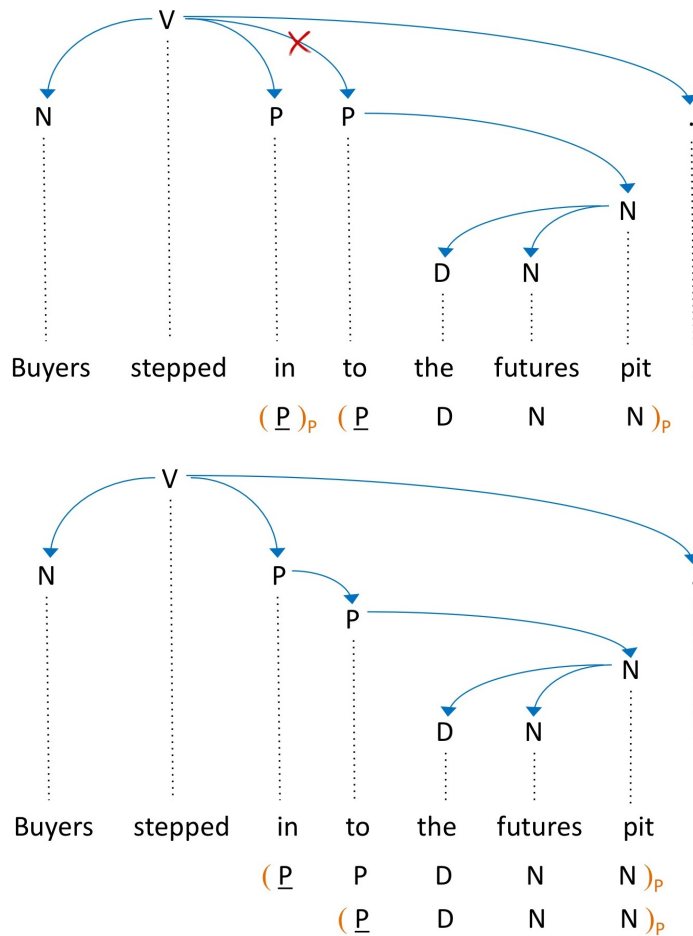 V
N P P .
N
D N
Buyers stepped in to the futures pit
( P )P ( P D N N )P
V
N P
P
N
D N
Buyers stepped in to the futures pit
( P P D N N )P
( P D N N )P